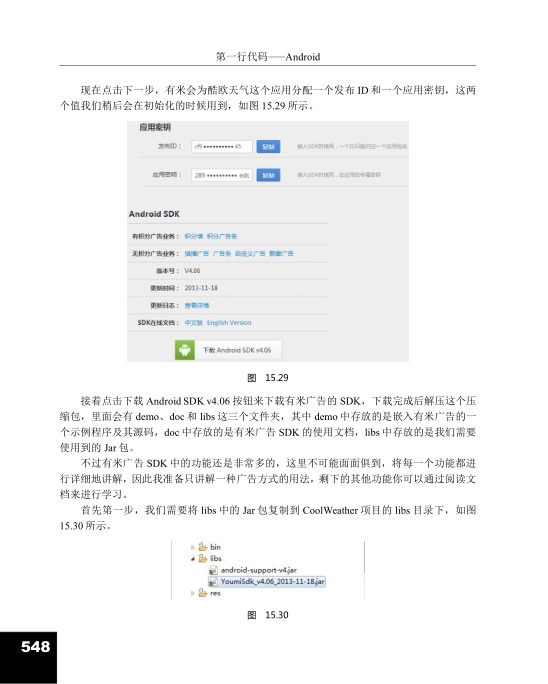 第一行代码——Android
现在点击下一步，有米会为酷欧天气这个应用分配一个发布 ID 和一个应用密钥，这两
个值我们稍后会在初始化的时候用到，如图 15.29 所示。
应用密钥
发布ID： cf9 •••••••••• 45 复制
应用密钥： 289 •••••••••• edc 复制
Android SDK
有积分广告业务： 积分墙 积分广告条
无积分广告业务： 插播广告 广告条 自定义广告 飘窗广告
版本号： V4.06
更新时间： 2013-11-18
更新日志： 查看详情
SDK在线文档： 中文版 English Version
下载 Android SDK v4.06
图 15.29
接着点击下载 Android SDK v4.06 按钮来下载有米广告的 SDK，下载完成后解压这个压
缩包，里面会有 demo、doc 和 libs 这三个文件夹，其中 demo 中存放的是嵌入有米广告的一
个示例程序及其源码，doc 中存放的是有米广告 SDK 的使用文档，libs 中存放的是我们需要
使用到的 Jar 包。
不过有米广告 SDK 中的功能还是非常多的，这里不可能面面俱到，将每一个功能都进
行详细地讲解，因此我准备只讲解一种广告方式的用法，剩下的其他功能你可以通过阅读文
档来进行学习。
首先第一步，我们需要将 libs 中的 Jar 包复制到 CoolWeather 项目的 libs 目录下，如图
15.30 所示。
bin
libs
android-support-v4.jar
YoumiSdk_v4.06_2013-11-18.jar
res
图 15.30
548